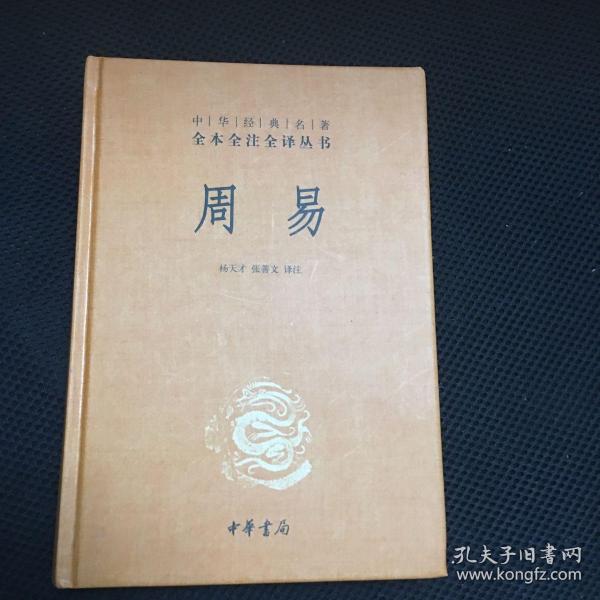 中|华|经|典|名|著
全本全注全译丛书
周易
杨天才 张善文 译注
中華書局
孔夫子旧書网
www.kongfz.com